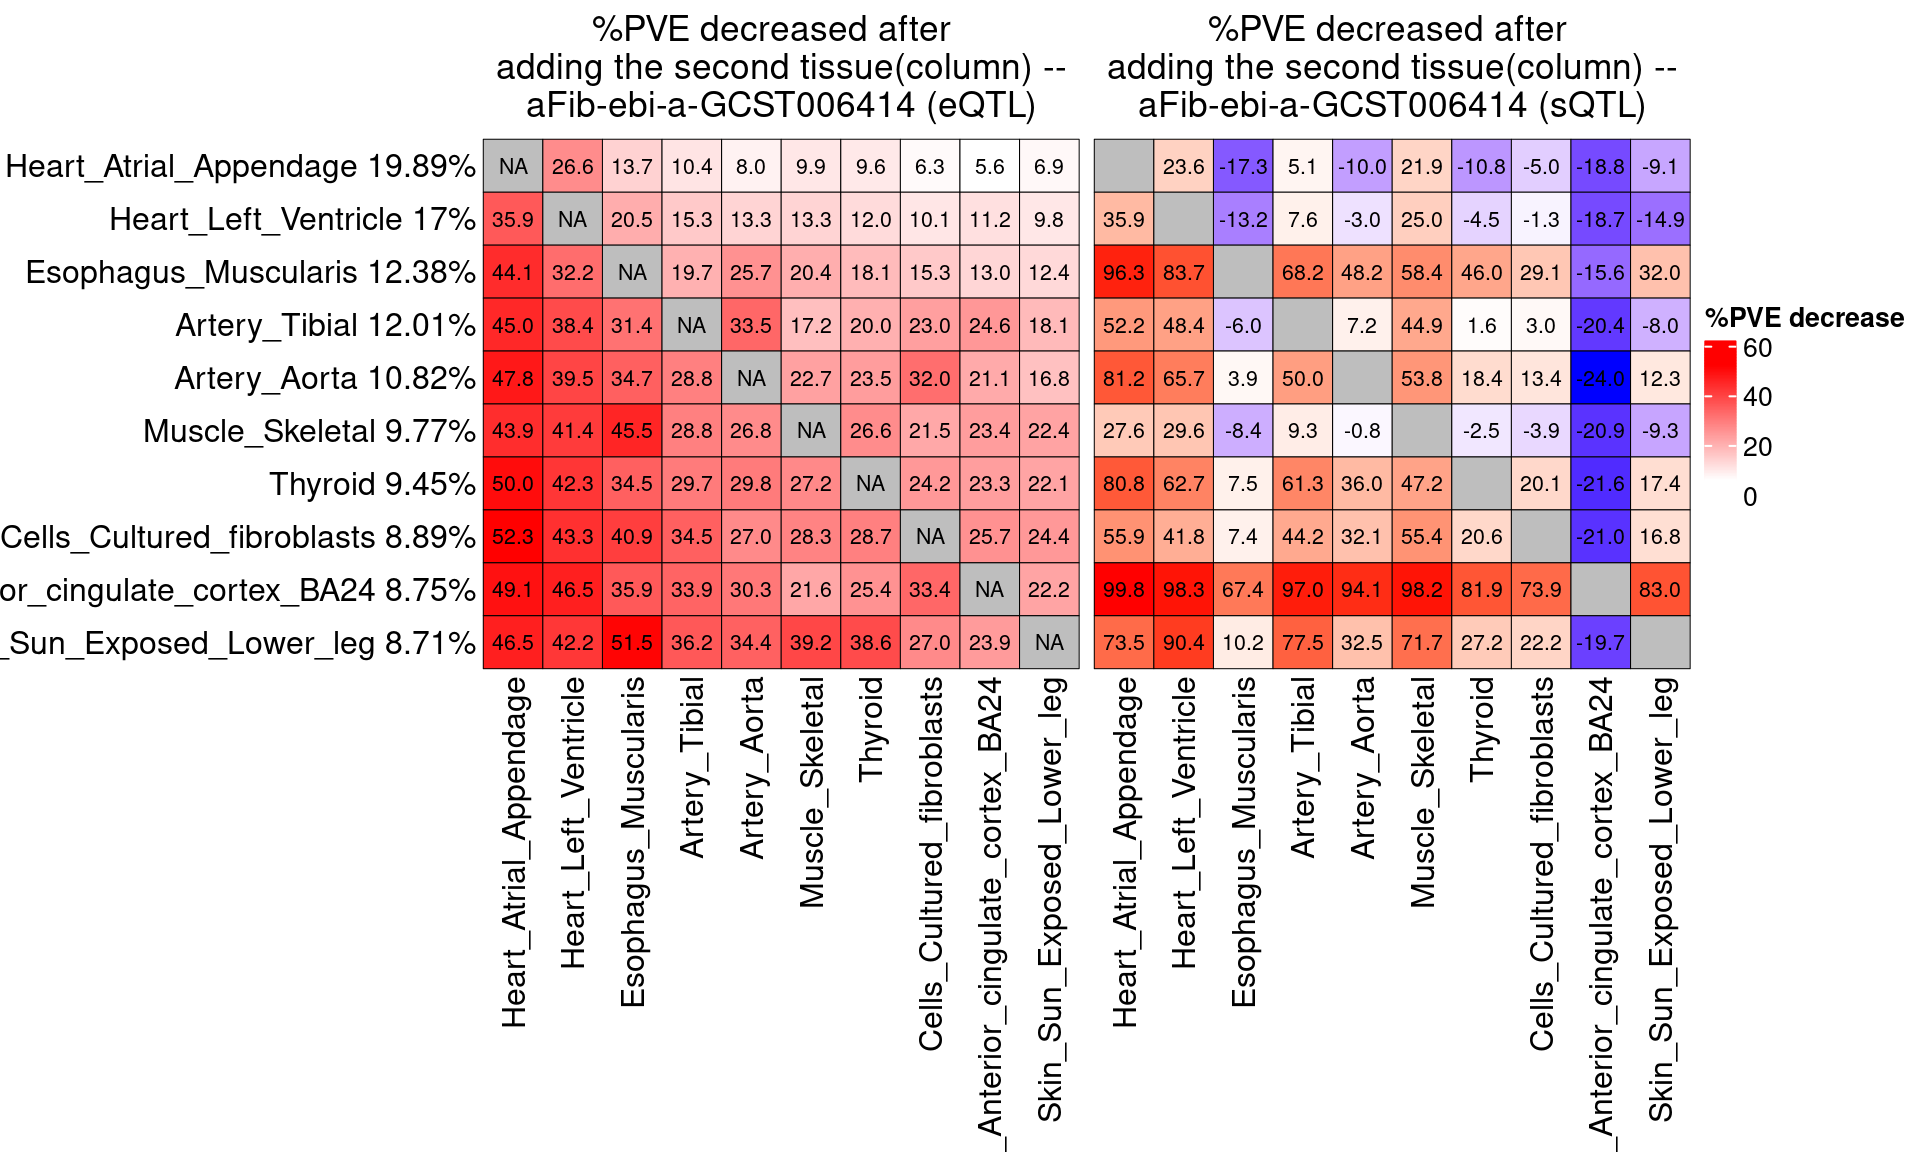 %PVE decreased after
adding the second tissue(column) --
aFib-ebi-a-GCST006414 (eQTL)
%PVE decreased after
adding the second tissue(column) --
aFib-ebi-a-GCST006414 (sQTL)
Heart_Atrial_Appendage 19.89% NA 26.6 13.7 10.4 8.0 9.9 9.6 6.3 5.6 6.9 23.6 -17.3 5.1 -10.0 21.9 -10.8 -5.0 -18.8 -9.1
Heart_Left_Ventricle 17% 35.9 NA 20.5 15.3 13.3 13.3 12.0 10.1 11.2 9.8 35.9 -13.2 7.6 -3.0 25.0 -4.5 -1.3 -18.7 -14.9
Esophagus_Muscularis 12.38% 44.1 32.2 NA 19.7 25.7 20.4 18.1 15.3 13.0 12.4 96.3 83.7 68.2 48.2 58.4 46.0 29.1 -15.6 32.0
Artery_Tibial 12.01% 45.0 38.4 31.4 NA 33.5 17.2 20.0 23.0 24.6 18.1 52.2 48.4 -6.0 7.2 44.9 1.6 3.0 -20.4 -8.0
Artery_Aorta 10.82% 47.8 39.5 34.7 28.8 NA 22.7 23.5 32.0 21.1 16.8 81.2 65.7 3.9 50.0 53.8 18.4 13.4 -24.0 12.3
Muscle_Skeletal 9.77% 43.9 41.4 45.5 28.8 26.8 NA 26.6 21.5 23.4 22.4 27.6 29.6 -8.4 9.3 -0.8 -2.5 -3.9 -20.9 -9.3
Thyroid 9.45% 50.0 42.3 34.5 29.7 29.8 27.2 NA 24.2 23.3 22.1 80.8 62.7 7.5 61.3 36.0 47.2 20.1 -21.6 17.4
Cells_Cultured_fibroblasts 8.89% 52.3 43.3 40.9 34.5 27.0 28.3 28.7 NA 25.7 24.4 55.9 41.8 7.4 44.2 32.1 55.4 20.6 -21.0 16.8
or_cingulate_cortex_BA24 8.75% 49.1 46.5 35.9 33.9 30.3 21.6 25.4 33.4 NA 22.2 99.8 98.3 67.4 97.0 94.1 98.2 81.9 73.9 83.0
_Sun_Exposed_Lower_leg 8.71% 46.5 42.2 51.5 36.2 34.4 39.2 38.6 27.0 23.9 NA 73.5 90.4 10.2 77.5 32.5 71.7 27.2 22.2 -19.7
Heart_Atrial_Appendage
Heart_Left_Ventricle
Esophagus_Muscularis
Artery_Tibial
Artery_Aorta
Muscle_Skeletal
Thyroid
Cells_Cultured_fibroblasts
_Anterior_cingulate_cortex_BA24
Skin_Sun_Exposed_Lower_leg
Heart_Atrial_Appendage
Heart_Left_Ventricle
Esophagus_Muscularis
Artery_Tibial
Artery_Aorta
Muscle_Skeletal
Thyroid
Cells_Cultured_fibroblasts
_Anterior_cingulate_cortex_BA24
Skin_Sun_Exposed_Lower_leg
%PVE decrease
60
40
20
0